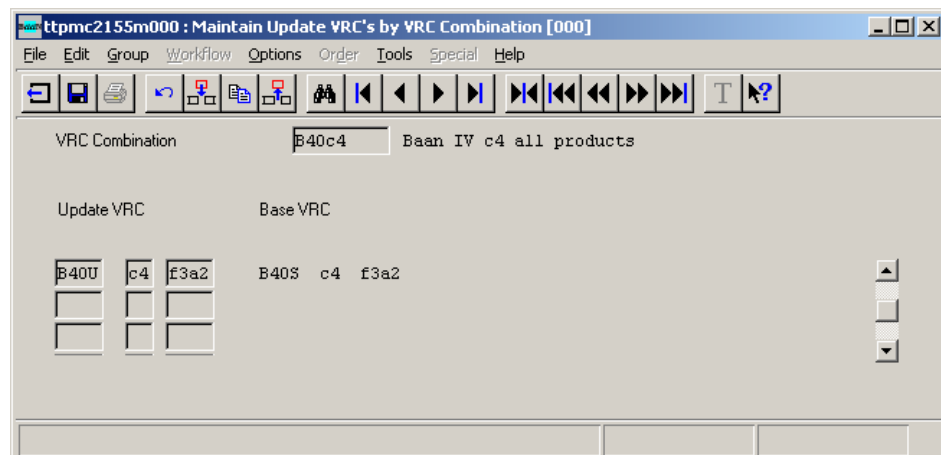 ttpmc2155m000 : Maintain Update VRC's by VRC Combination [000]
File Edit Group Workflow Options Order Tools Special Help
T ?
VRC Combination B40c4 Baan IV c4 all products
Update VRC Base VRC
B40U c4 f3a2 B40S c4 f3a2